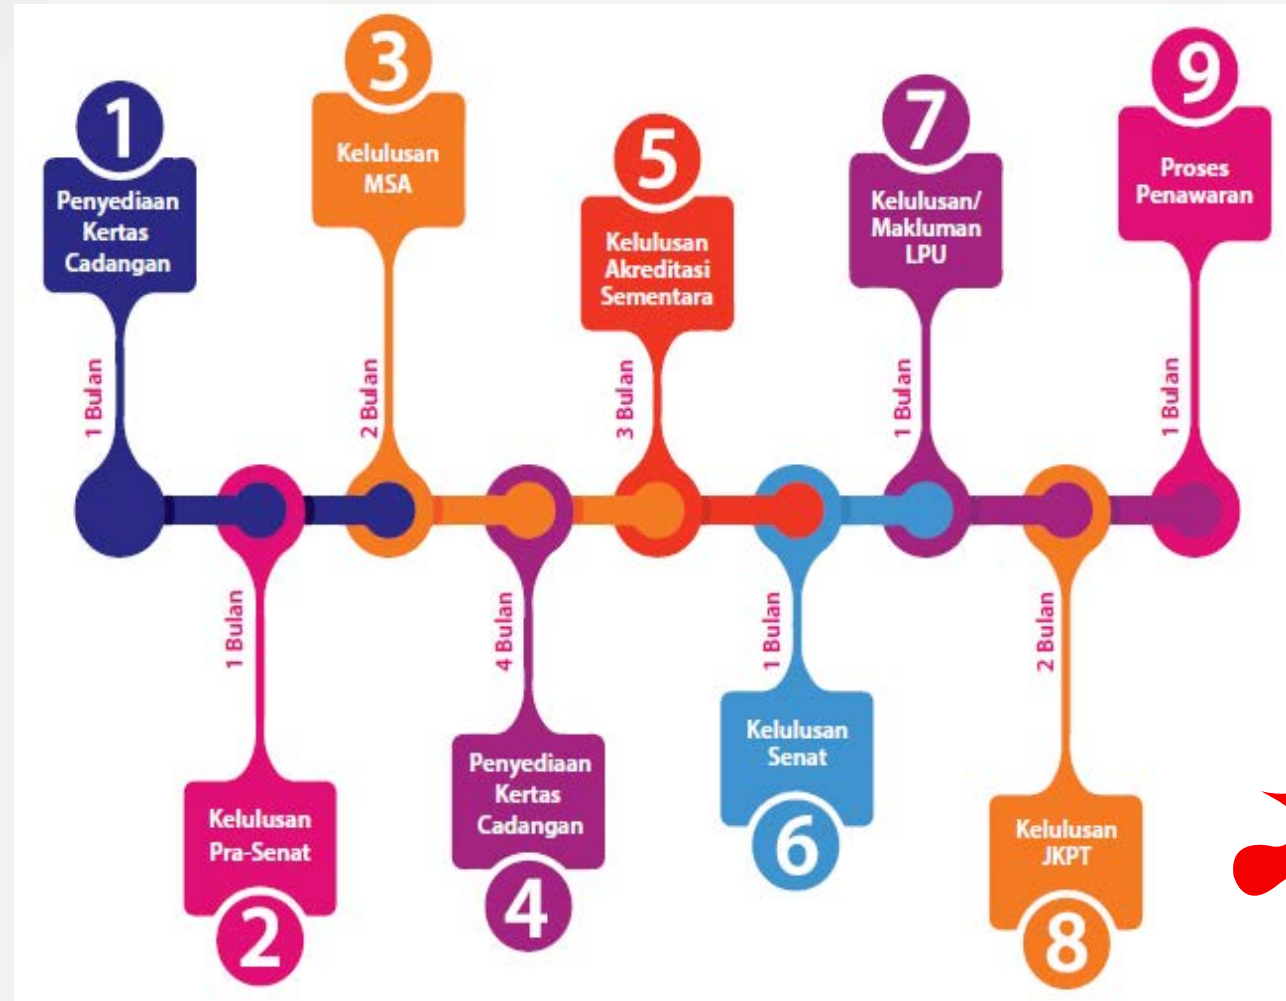 1
Penyediaan
Kertas
Cadangan
1 Bulan
2
Kelulusan
Pra-Senat
1 Bulan
3
Kelulusan
MSA
2 Bulan
4
Penyediaan
Kertas
Cadangan
4 Bulan
5
Kelulusan
Akreditasi
Sementara
3 Bulan
6
Kelulusan
Senat
1 Bulan
7
Kelulusan/
Makluman
LPU
1 Bulan
8
Kelulusan
JKPT
2 Bulan
9
Proses
Penawaran
1 Bulan